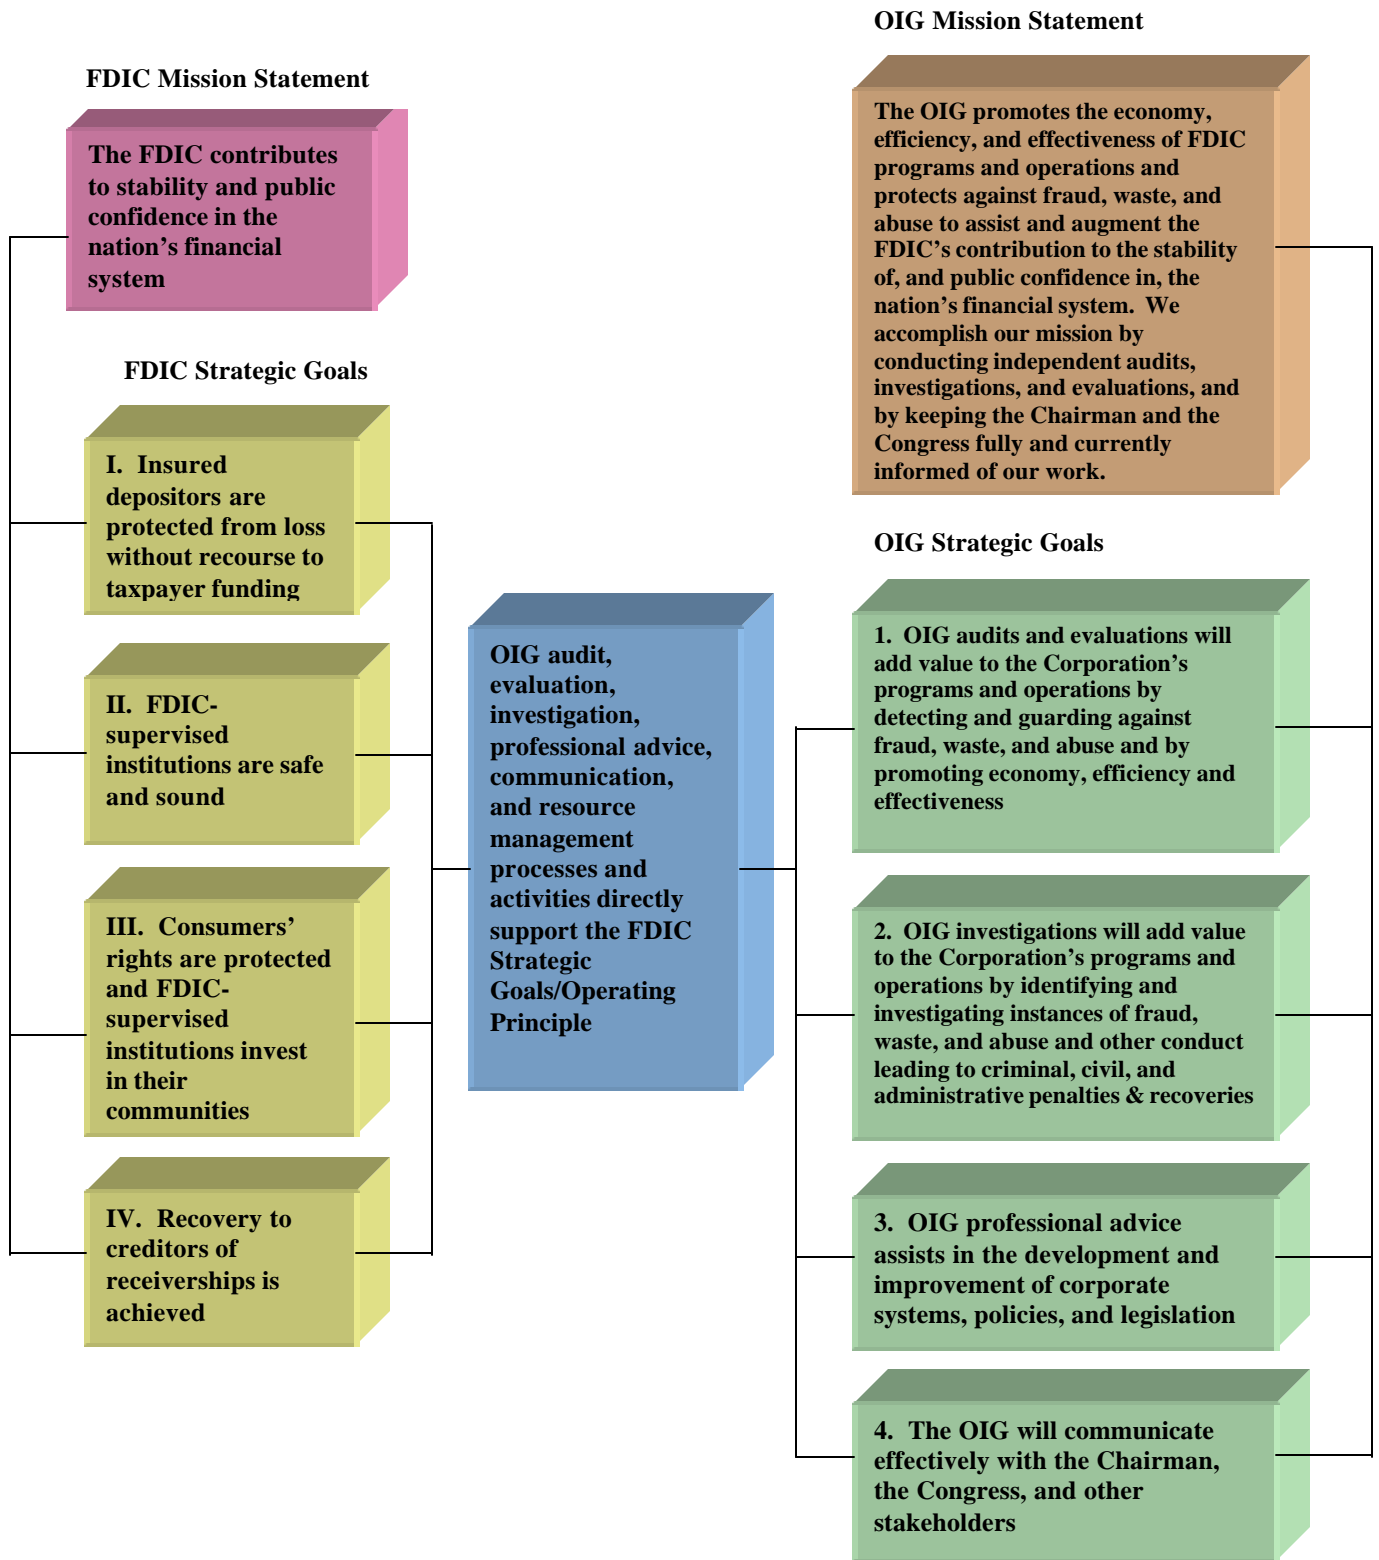 FDIC Mission Statement
The FDIC contributes
to stability and public
confidence in the
nation’s financial
system
FDIC Strategic Goals
I. Insured
depositors are
protected from loss
without recourse to
taxpayer funding
II. FDIC-
supervised
institutions are safe
and sound
III. Consumers’
rights are protected
and FDIC-
supervised
institutions invest
in their
communities
IV. Recovery to
creditors of
receiverships is
achieved
OIG audit,
evaluation,
investigation,
professional advice,
communication,
and resource
management
processes and
activities directly
support the FDIC
Strategic
Goals/Operating
Principle
OIG Mission Statement
The OIG promotes the economy,
efficiency, and effectiveness of FDIC
programs and operations and
protects against fraud, waste, and
abuse to assist and augment the
FDIC’s contribution to the stability
of, and public confidence in, the
nation’s financial system. We
accomplish our mission by
conducting independent audits,
investigations, and evaluations, and
by keeping the Chairman and the
Congress fully and currently
informed of our work.
OIG Strategic Goals
1. OIG audits and evaluations will
add value to the Corporation’s
programs and operations by
detecting and guarding against
fraud, waste, and abuse and by
promoting economy, efficiency and
effectiveness
2. OIG investigations will add value
to the Corporation’s programs and
operations by identifying and
investigating instances of fraud,
waste, and abuse and other conduct
leading to criminal, civil, and
administrative penalties & recoveries
3. OIG professional advice
assists in the development and
improvement of corporate
systems, policies, and legislation
4. The OIG will communicate
effectively with the Chairman,
the Congress, and other
stakeholders